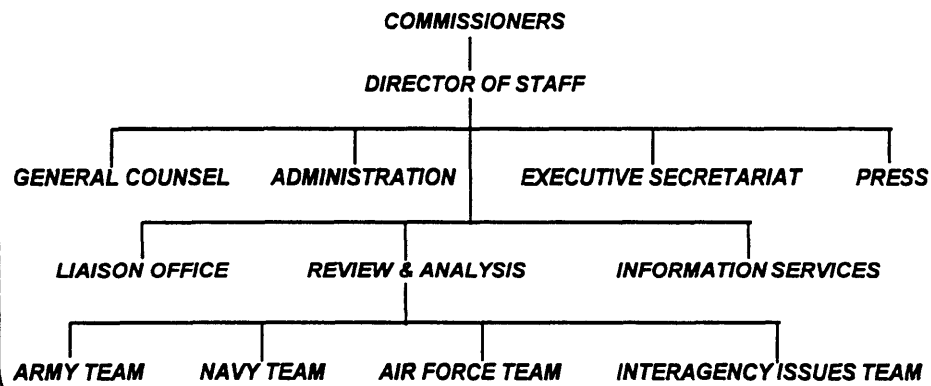 COMMISSIONERS
DIRECTOR OF STAFF
GENERAL COUNSEL ADMINISTRATION EXECUTIVE SECRETARIAT PRESS
LIAISON OFFICE REVIEW & ANALYSIS INFORMATION SERVICES
ARMY TEAM NAVY TEAM AIR FORCE TEAM INTERAGENCY ISSUES TEAM